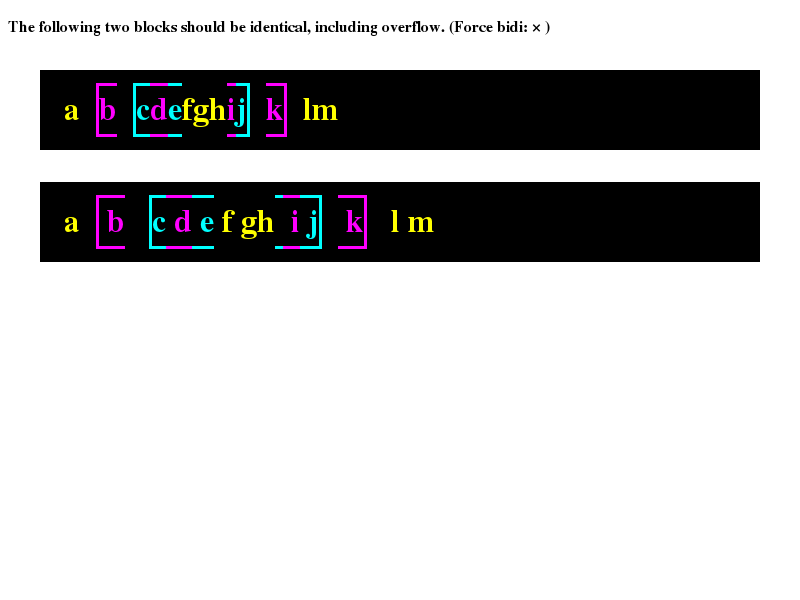 The following two blocks should be identical, including overflow. (Force bidi: × )
a b cdefghij k lm
a b c d e f gh i j k l m